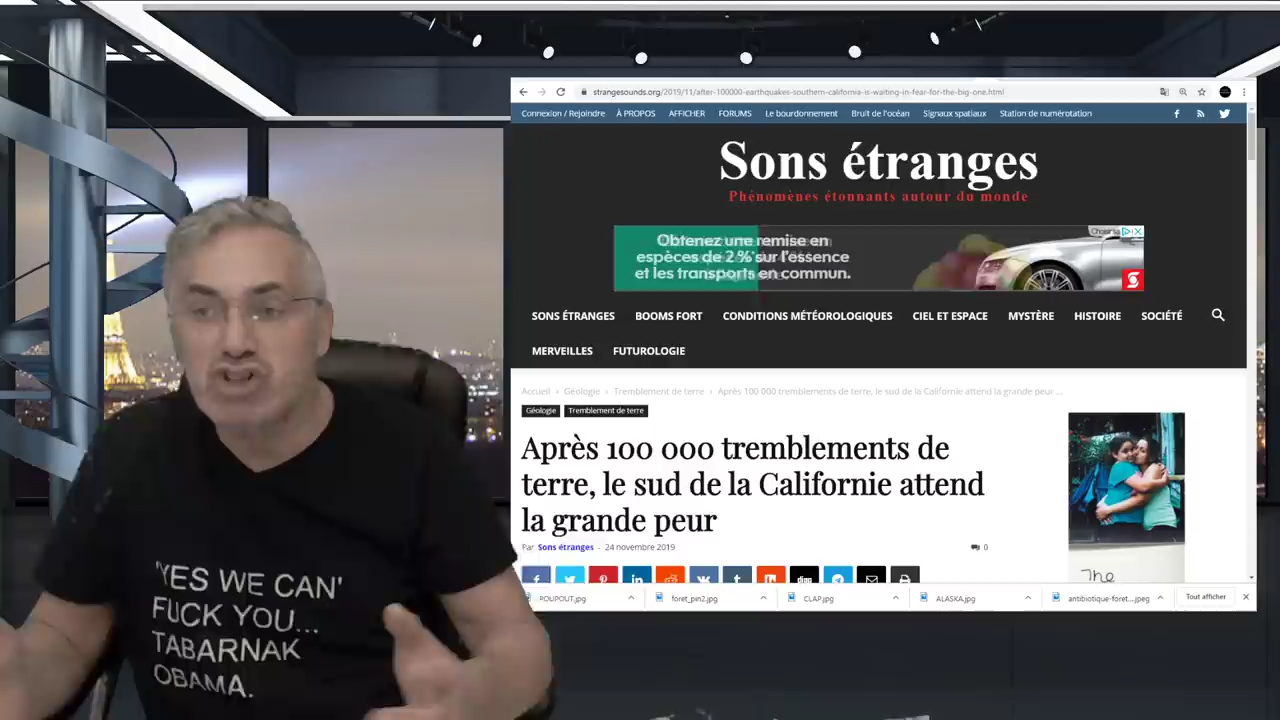 strangesounds.org/2019/11/after-100000-earthquakes-southern-california-is-waiting-in-fear-for-the-big-one.html
Connexion / Rejoindre À PROPOS AFFICHER FORUMS Le bourdonnement Bruit de l'océan Signaux spatiaux Station de numérotation
Sons étranges
Phénomènes étonnants autour du monde
Obtenez une remise en
espèces de 2 % sur l'essence
et les transports en commun.
SONS ÉTRANGES BOOMS FORT CONDITIONS MÉTÉOROLOGIQUES CIEL ET ESPACE MYSTÈRE HISTOIRE SOCIÉTÉ
MERVEILLES FUTUROLOGIE
Accueil › Géologie › Tremblement de terre › Après 100 000 tremblements de terre, le sud de la Californie attend la grande peur ...
Géologie Tremblement de terre
Après 100 000 tremblements de
terre, le sud de la Californie attend
la grande peur
Par Sons étranges - 24 novembre 2019 0
digg
The
POUPOUT.jpg foret_pin2.jpg CLAP.jpg ALASKA.jpg antibiotique-foret....jpeg Tout afficher
'YES WE CAN'
FUCK YOU...
TABARNAK
OBAMA.